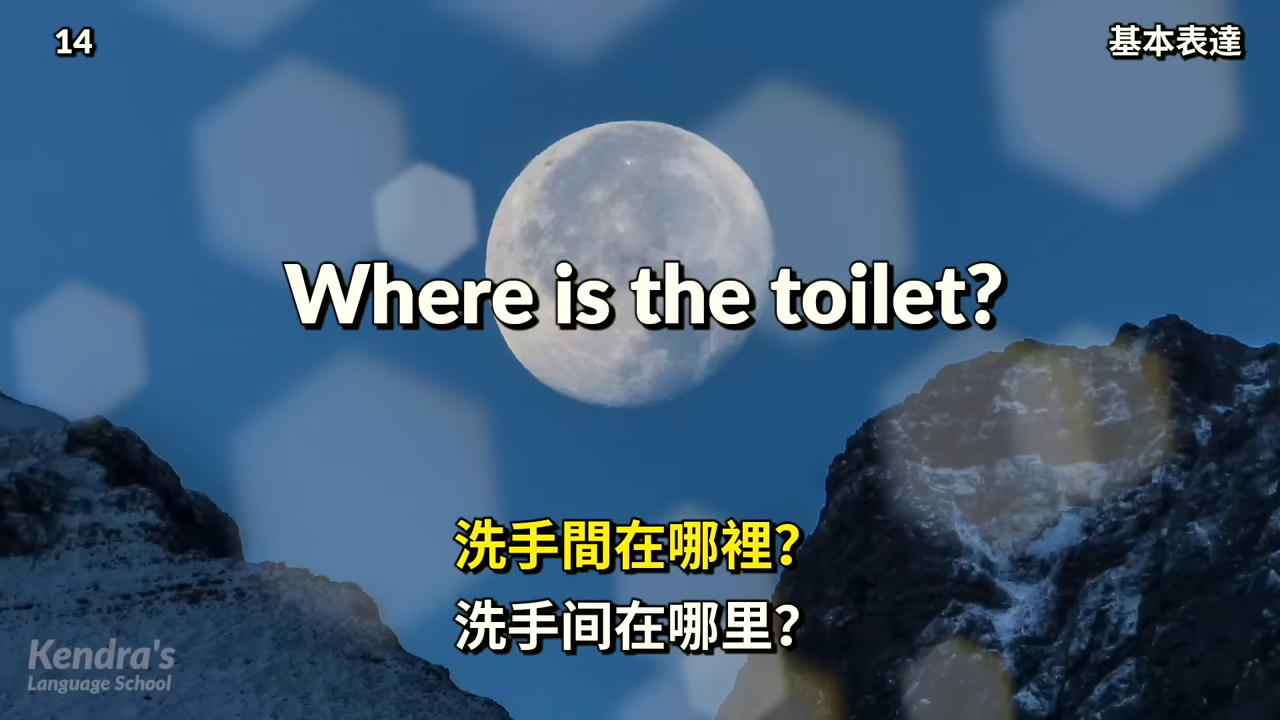 14
基本表達
Where is the toilet?
洗手間在哪裡?
洗手间在哪里?
Kendra's
Language School